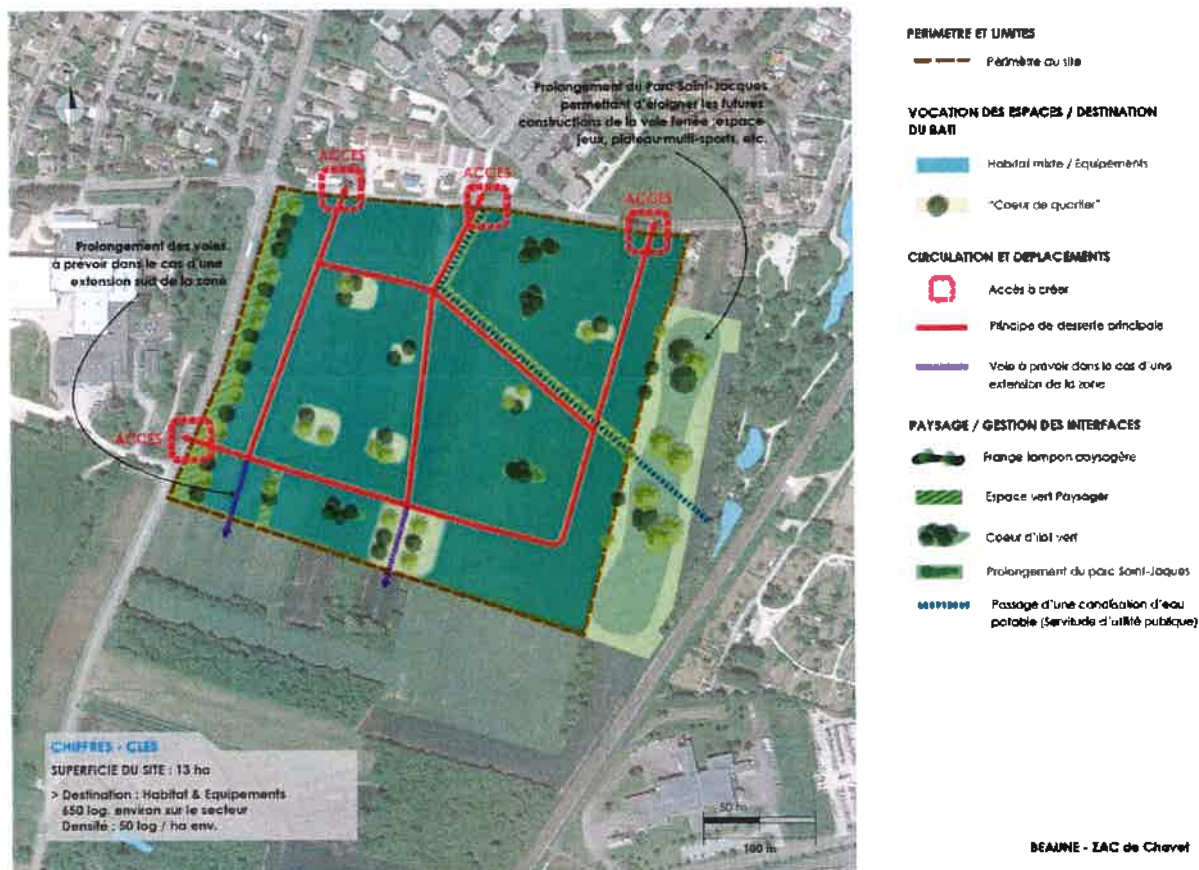 Prolongement du Parc Saint-Jacques
permettant d'éloigner les futures
constructions de la voie ferrée : espace
jeux, plateau multi-sports, etc.
ACCES
ACCES
ACCES
Prolongement des voies
à prévoir dans le cas d'une
extension sud de la zone
ACCES
CHIFFRES - CLES
SUPERFICIE DU SITE : 13 ha
> Destination : Habitat & Equipements
650 log. environ sur le secteur
Densité : 50 log / ha env.
50 ha
100 m
PERIMETRE ET LIMITES
Périmètre du site
VOCATION DES ESPACES / DESTINATION
DU BATI
Habitat mixte / Equipements
"Coeur de quartier"
CIRCULATION ET DEPLACEMENTS
Accès à créer
Principe de desserte principale
Voie à prévoir dans le cas d'une
extension de la zone
PAYSAGE / GESTION DES INTERFACES
Frange tampon paysagère
Espace vert Paysager
Coeur d'îlot vert
Prolongement du parc Saint-Jaques
Passage d'une canalisation d'eau
potable (Servitude d'utilité publique)
BEAUNE - ZAC de Chavet